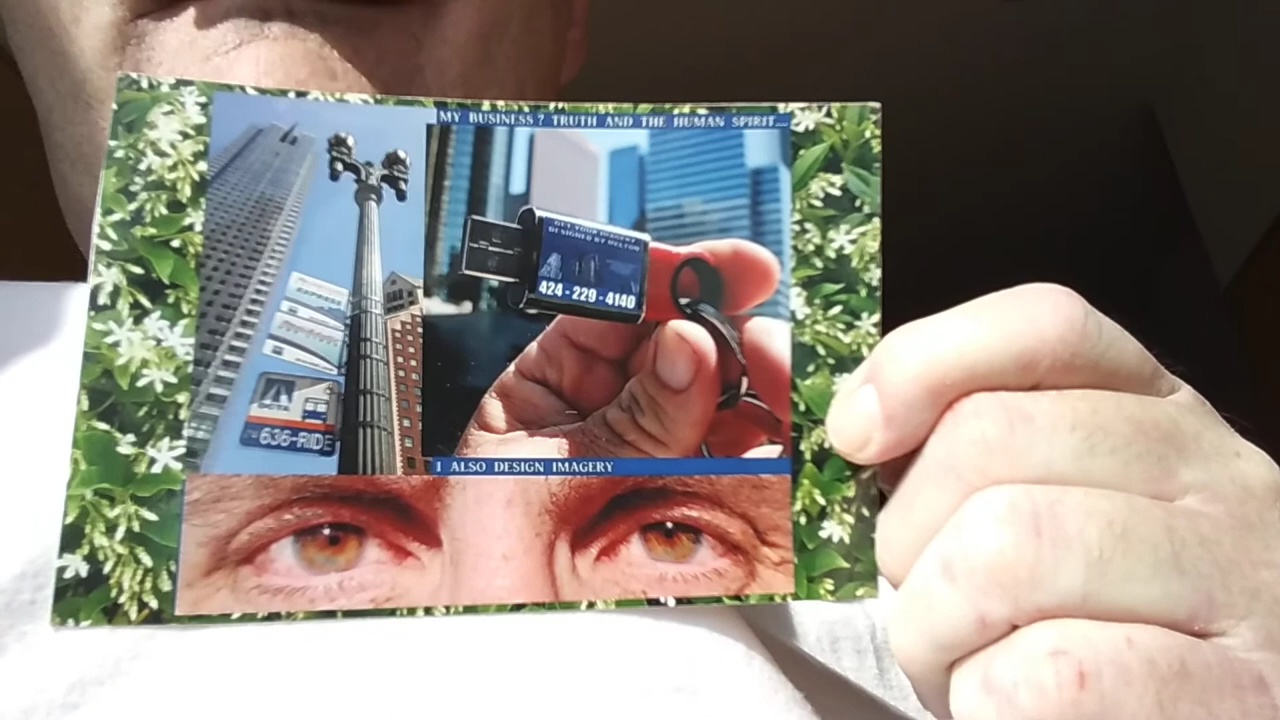 MY BUSINESS? TRUTH AND THE HUMAN SPIRIT...
GET YOUR IMAGERY
DESIGNED BY
424-229-4140
EXPRESS
636-RIDE
I ALSO DESIGN IMAGERY